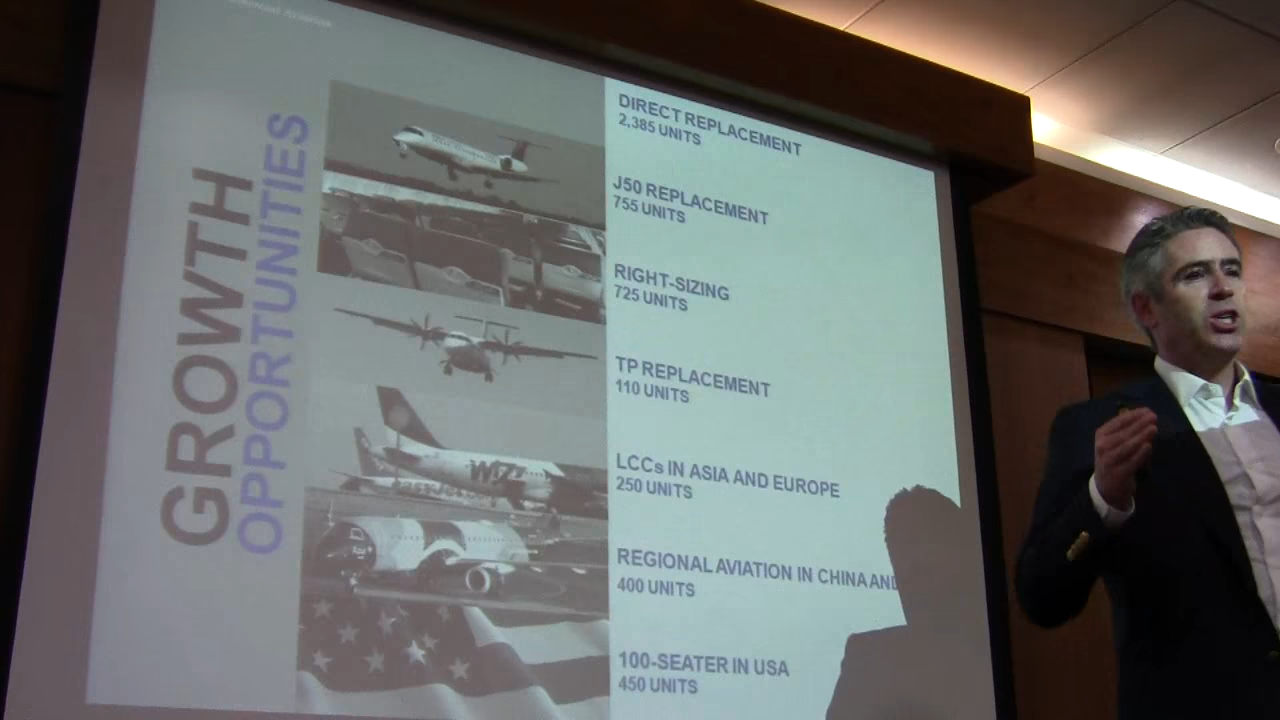 GROWTH
OPPORTUNITIES
DIRECT REPLACEMENT
2,385 UNITS
J50 REPLACEMENT
755 UNITS
RIGHT-SIZING
725 UNITS
TP REPLACEMENT
110 UNITS
LCCs IN ASIA AND EUROPE
250 UNITS
REGIONAL AVIATION IN CHINA AND
400 UNITS
100-SEATER IN USA
450 UNITS
WIZZ
easyJet